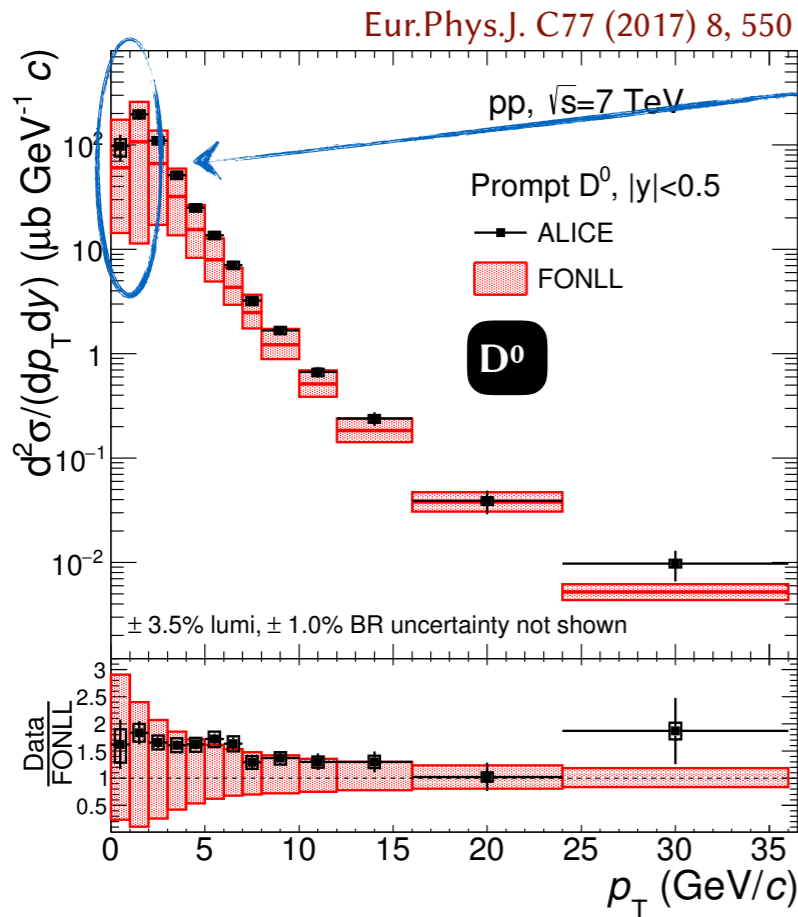 Eur.Phys.J. C77 (2017) 8, 550
pp, √s=7 TeV
Prompt D⁰, |y|<0.5
ALICE
FONLL
D⁰
d²σ/(dp_T dy) (μb GeV⁻¹ c)
10²
10
1
10⁻¹
10⁻²
± 3.5% lumi, ± 1.0% BR uncertainty not shown
Data
FONLL
3
2.5
2
1.5
1
0.5
0 5 10 15 20 25 30 35
p_T (GeV/c)